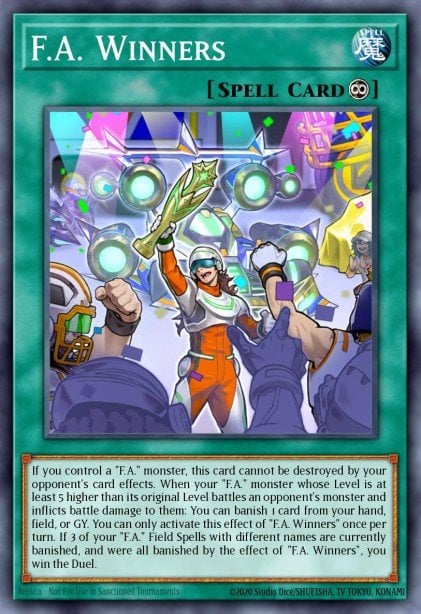 F.A. Winners
SPELL
魔
[Spell Card]
If you control a "F.A." monster, this card cannot be destroyed by your
opponent's card effects. When your "F.A." monster whose Level is at
least 5 higher than its original Level battles an opponent's monster and
inflicts battle damage to them: You can banish 1 card from your hand,
field, or GY. You can only activate this effect of "F.A. Winners" once per
turn. If 3 of your "F.A." Field Spells with different names are currently
banished, and were all banished by the effect of "F.A. Winners", you
win the Duel.
Replica - Not For Use in Sanctioned Tournaments
©2020 Studio Dice/SHUEISHA, TV TOKYO, KONAMI